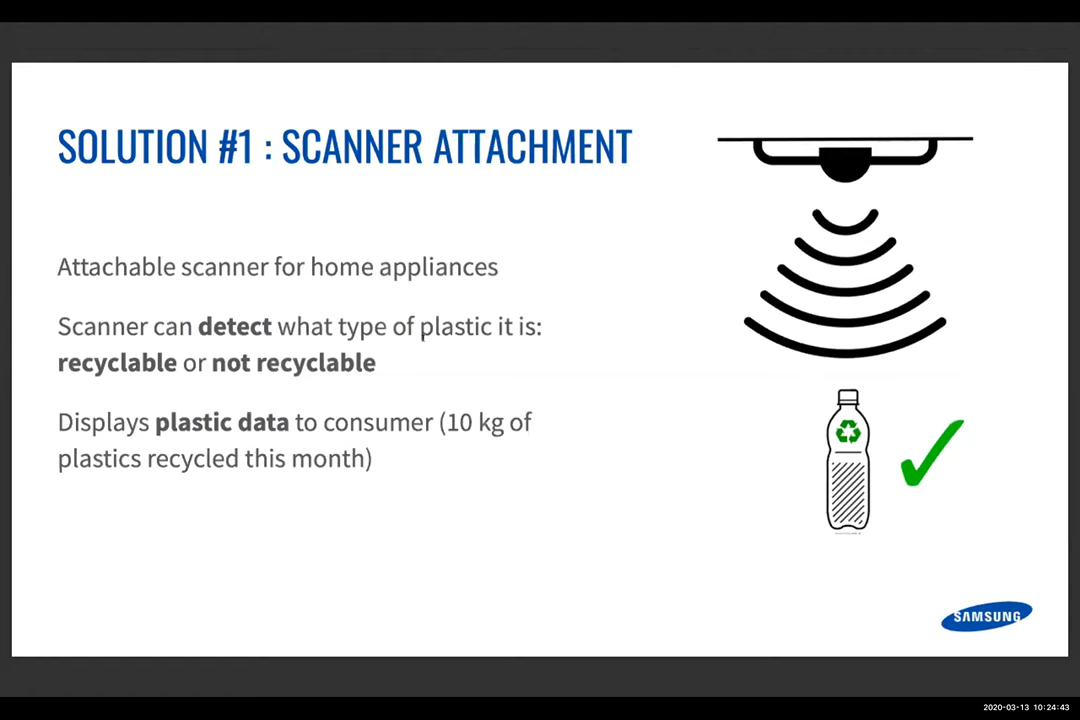 SOLUTION #1 : SCANNER ATTACHMENT
Attachable scanner for home appliances
Scanner can detect what type of plastic it is:
recyclable or not recyclable
Displays plastic data to consumer (10 kg of
plastics recycled this month)
SAMSUNG
2020-03-13 10:24:43